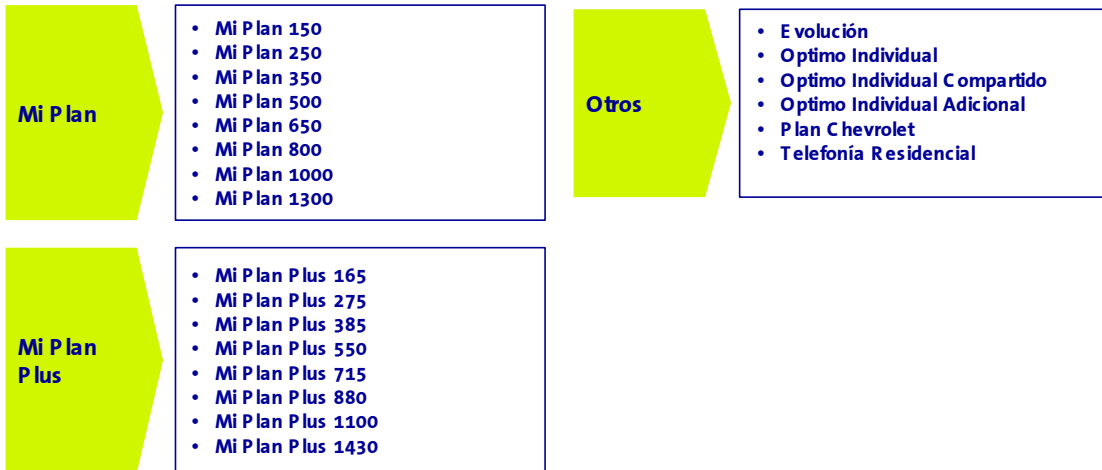 Mi Plan
• Mi Plan 150
• Mi Plan 250
• Mi Plan 350
• Mi Plan 500
• Mi Plan 650
• Mi Plan 800
• Mi Plan 1000
• Mi Plan 1300
Otros
• Evolución
• Optimo Individual
• Optimo Individual Compartido
• Optimo Individual Adicional
• Plan Chevrolet
• Telefonía Residencial
Mi Plan
Plus
• Mi Plan Plus 165
• Mi Plan Plus 275
• Mi Plan Plus 385
• Mi Plan Plus 550
• Mi Plan Plus 715
• Mi Plan Plus 880
• Mi Plan Plus 1100
• Mi Plan Plus 1430